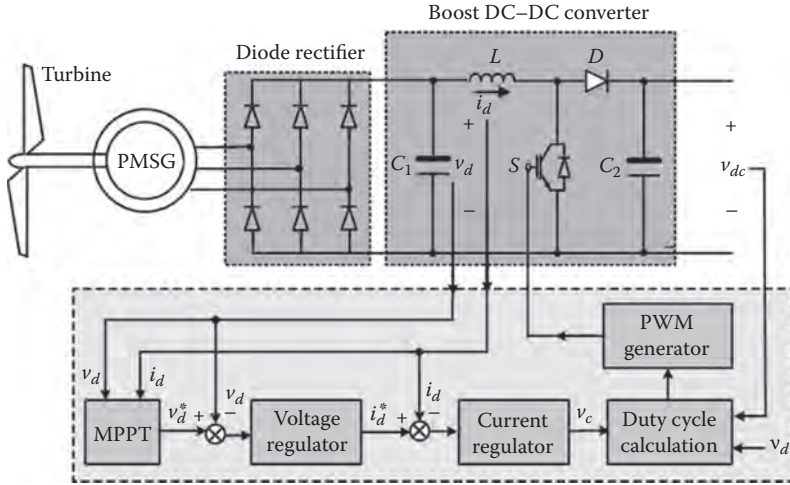 Boost DC–DC converter
Diode rectifier
Turbine
L
D
i_d
+
+
PMSG
C_1
v_d
S
C_2
v_dc
−
−
PWM
generator
v_d
i_d
v_d
i_d
v_d^*
+
−
Voltage
regulator
i_d^*
+
−
Current
regulator
v_c
Duty cycle
calculation
MPPT
v_d